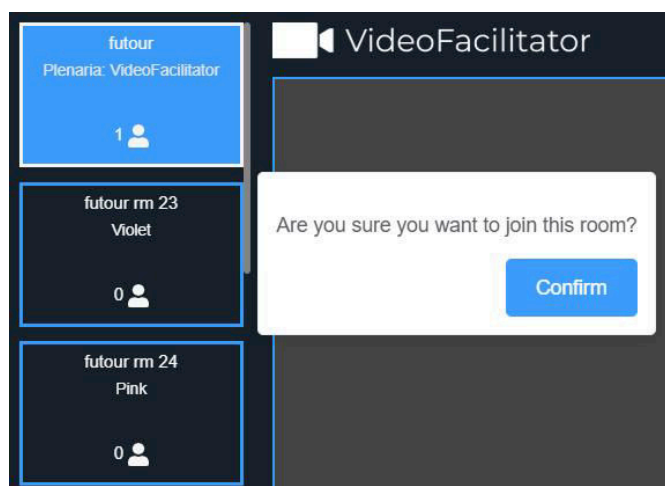 futour
Plenaria: VideoFacilitator
1
futour rm 23
Violet
0
futour rm 24
Pink
0
VideoFacilitator
Are you sure you want to join this room?
Confirm